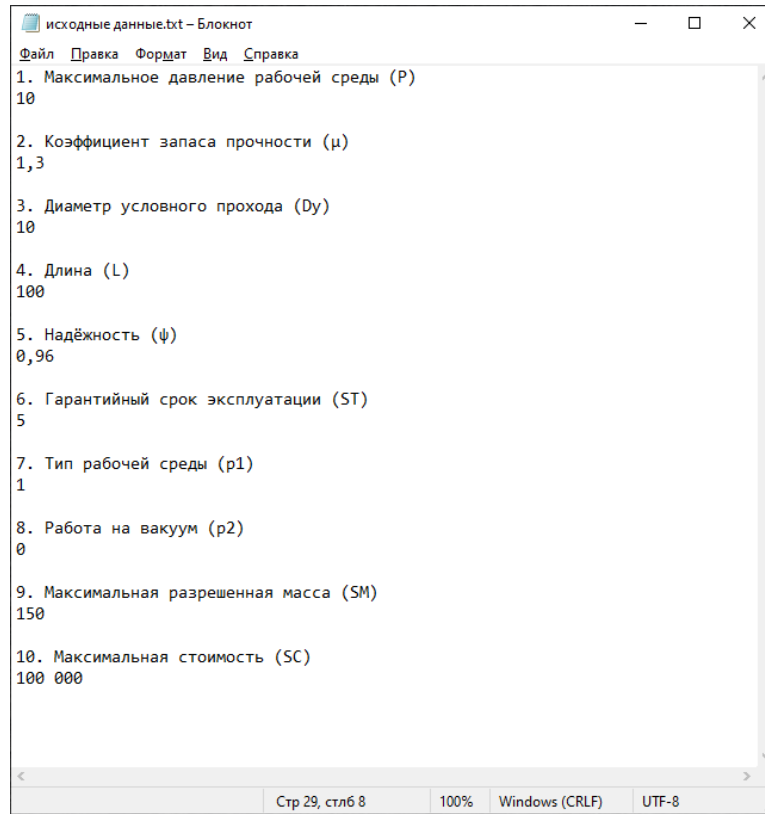 исходные данные.txt – Блокнот
Файл Правка Формат Вид Справка
1. Максимальное давление рабочей среды (P)
10
2. Коэффициент запаса прочности (μ)
1,3
3. Диаметр условного прохода (Dy)
10
4. Длина (L)
100
5. Надёжность (ψ)
0,96
6. Гарантийный срок эксплуатации (ST)
5
7. Тип рабочей среды (p1)
1
8. Работа на вакуум (p2)
0
9. Максимальная разрешенная масса (SM)
150
10. Максимальная стоимость (SC)
100 000
Стр 29, стлб 8 100% Windows (CRLF) UTF-8